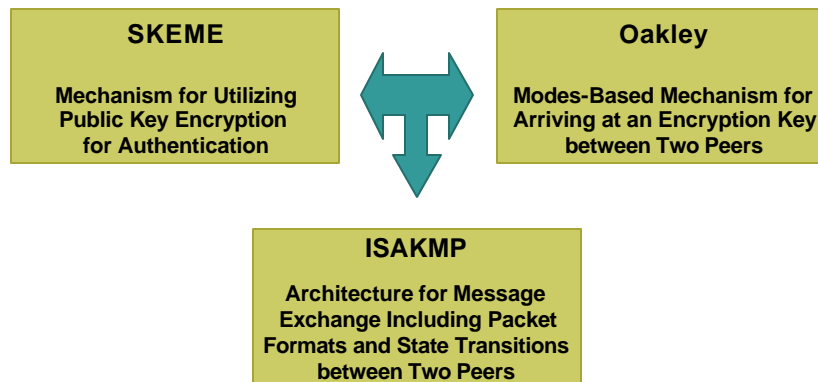 SKEME
Mechanism for Utilizing
Public Key Encryption
for Authentication
Oakley
Modes-Based Mechanism for
Arriving at an Encryption Key
between Two Peers
ISAKMP
Architecture for Message
Exchange Including Packet
Formats and State Transitions
between Two Peers